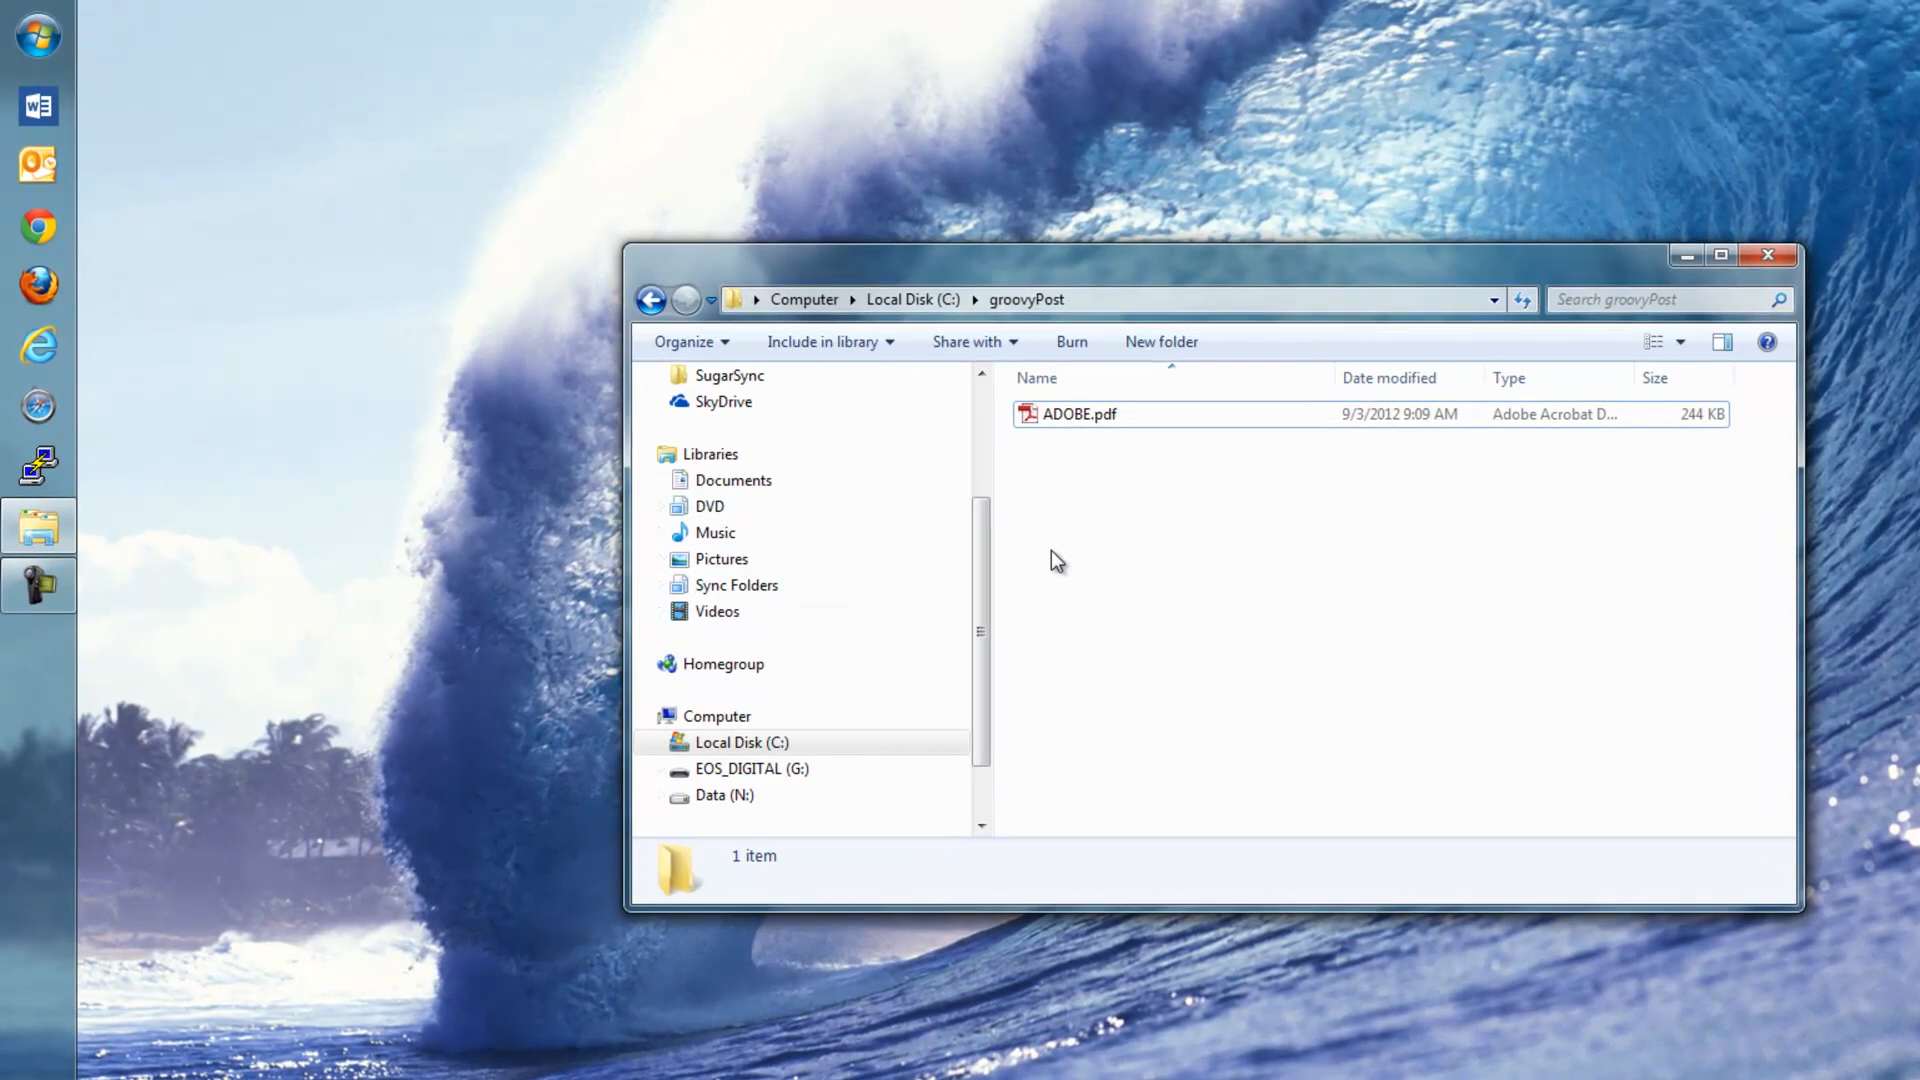 Computer Local Disk (C:) groovyPost
Search groovyPost
Organize Include in library Share with Burn New folder
SugarSync
SkyDrive
Libraries
Documents
DVD
Music
Pictures
Sync Folders
Videos
Homegroup
Computer
Local Disk (C:)
EOS_DIGITAL (G:)
Data (N:)
Name Date modified Type Size
ADOBE.pdf 9/3/2012 9:09 AM Adobe Acrobat D... 244 KB
1 item